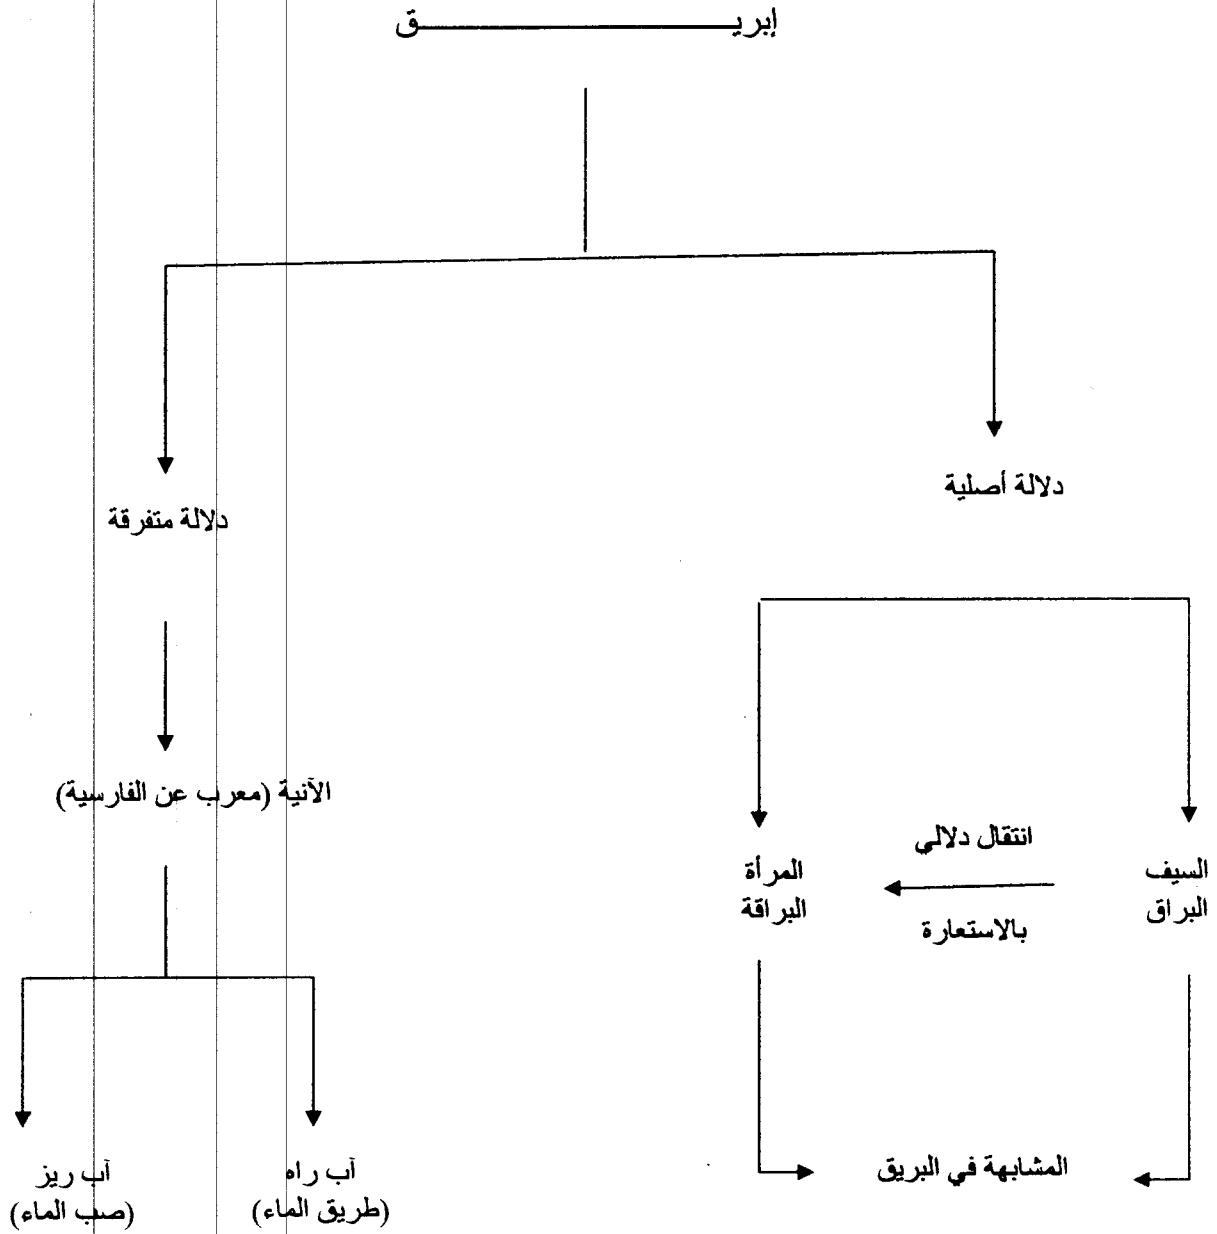 إبريـــــــــــــــــــق
دلالة أصلية
دلالة متفرقة
السيف
البراق
انتقال دلالي
بالاستعارة
المرأة
البراقة
المشابهة في البريق
الآنية (معرب عن الفارسية)
آب راه
(طريق الماء)
آب ريز
(صب الماء)